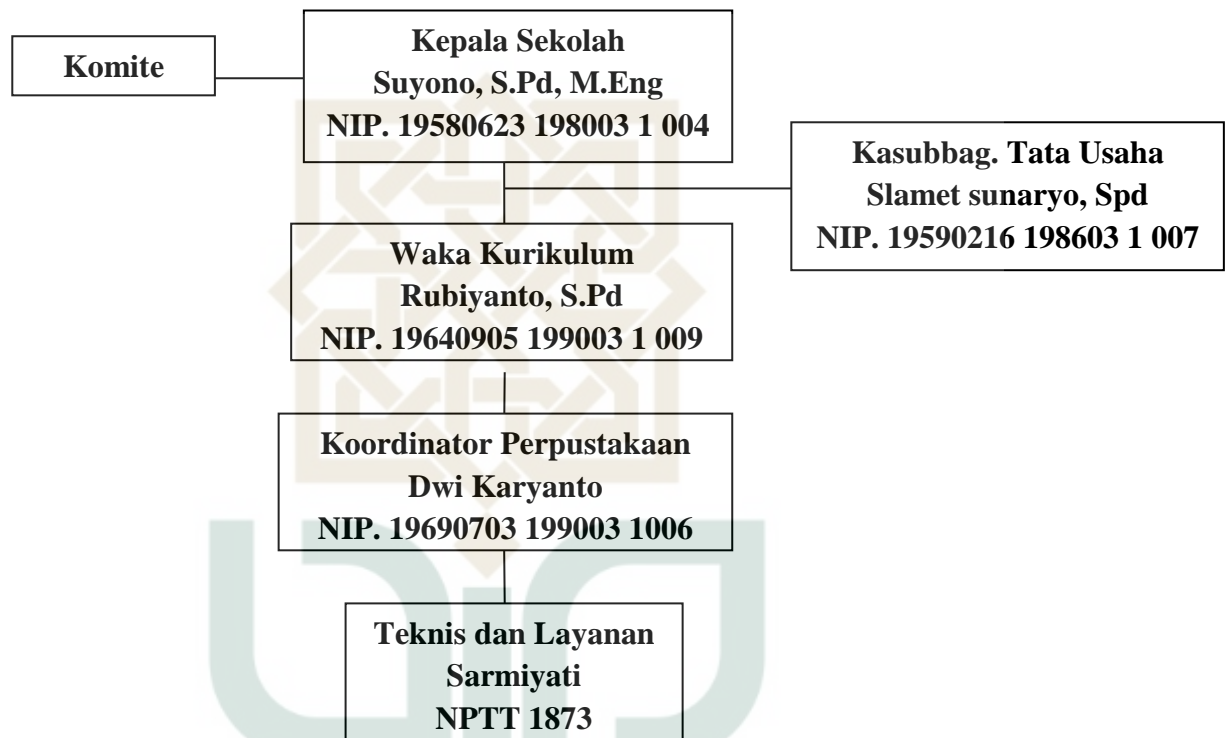 Komite
Kepala Sekolah
Suyono, S.Pd, M.Eng
NIP. 19580623 198003 1 004
Kasubbag. Tata Usaha
Slamet sunaryo, Spd
NIP. 19590216 198603 1 007
Waka Kurikulum
Rubiyanto, S.Pd
NIP. 19640905 199003 1 009
Koordinator Perpustakaan
Dwi Karyanto
NIP. 19690703 199003 1006
Teknis dan Layanan
Sarmiyati
NPTT 1873